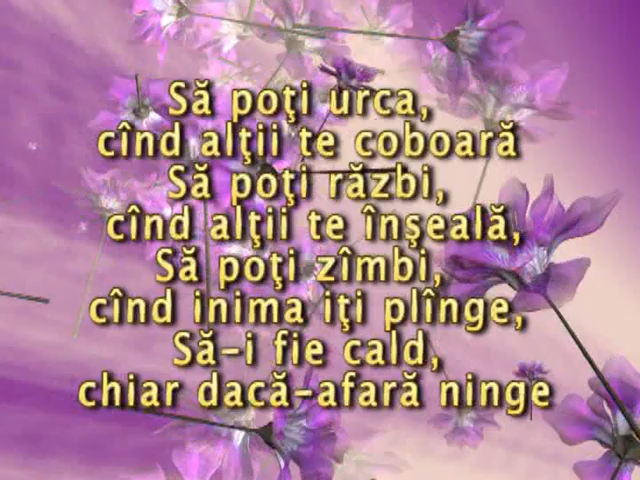 Să poţi urca,
cînd alţii te coboară
Să poţi răzbi,
cînd alţii te înşeală,
Să poţi zîmbi,
cînd inima iţi plînge,
Să-i fie cald,
chiar dacă-afară ninge